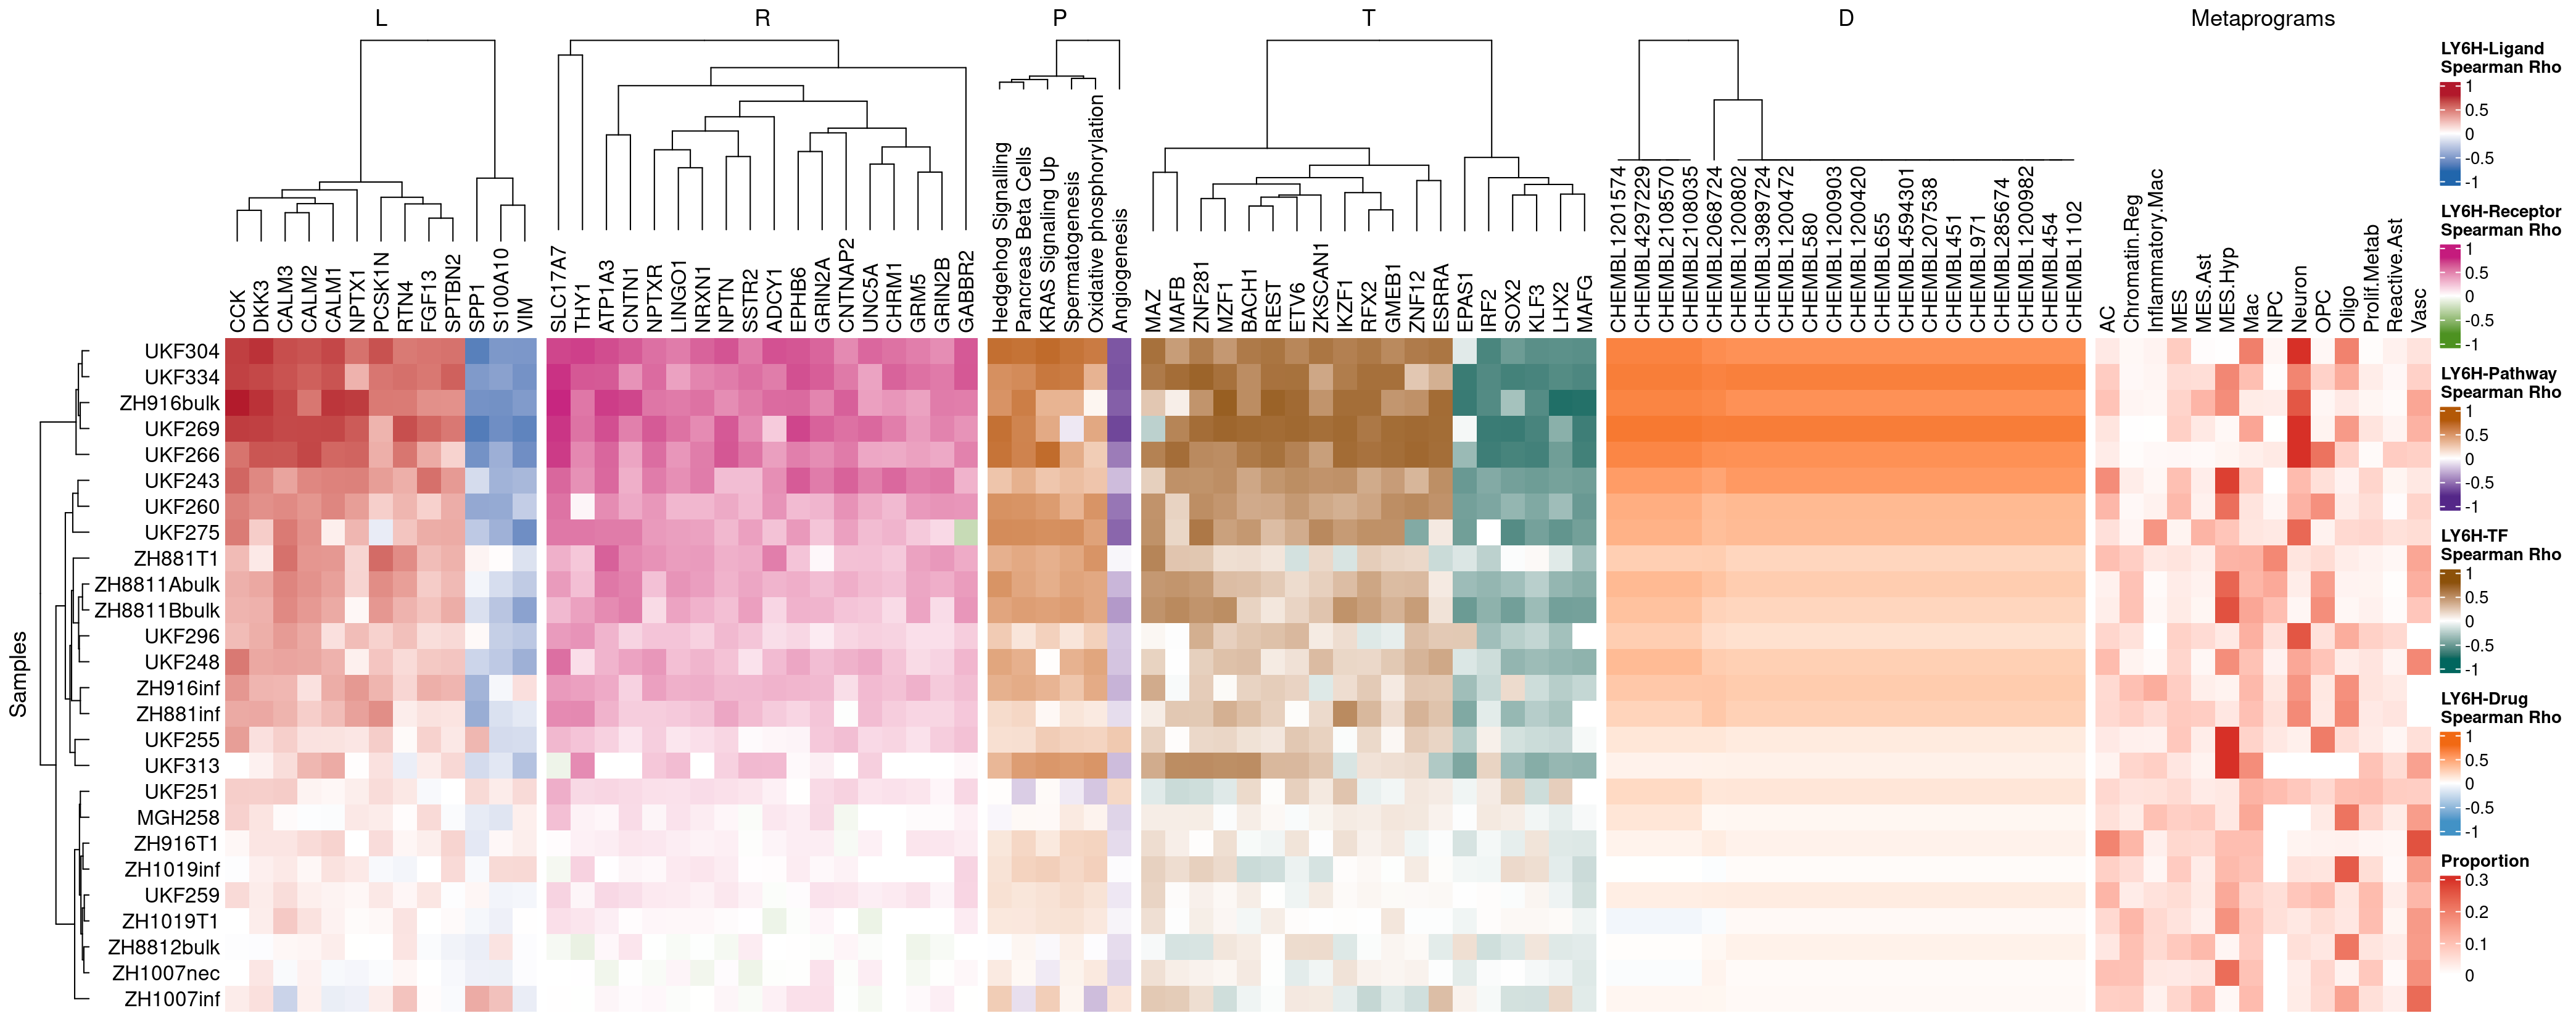 L R P T D Metaprograms
CCK
DKK3
CALM3
CALM2
CALM1
NPTX1
PCSK1N
RTN4
FGF13
SPTBN2
SPP1
S100A10
VIM
SLC17A7
THY1
ATP1A3
CNTN1
NPTXR
LINGO1
NRXN1
NPTN
SSTR2
ADCY1
EPHB6
GRIN2A
CNTNAP2
UNC5A
CHRM1
GRM5
GRIN2B
GABBR2
Hedgehog Signalling
Pancreas Beta Cells
KRAS Signaling Up
Spermatogenesis
Oxidative phosphorylation
Angiogenesis
MAZ
MAFB
ZNF281
MZF1
BACH1
REST
ETV6
ZKSCAN1
IKZF1
RFX2
GMEB1
ZNF12
ESRRA
EPAS1
IRF2
SOX2
KLF3
LHX2
MAFG
CHEMBL1201574
CHEMBL4297229
CHEMBL2108570
CHEMBL2108035
CHEMBL2068724
CHEMBL1200802
CHEMBL3989724
CHEMBL1200472
CHEMBL580
CHEMBL1200903
CHEMBL1200420
CHEMBL655
CHEMBL4594301
CHEMBL207538
CHEMBL451
CHEMBL971
CHEMBL285674
CHEMBL1200982
CHEMBL454
CHEMBL1102
AC
Chromatin.Reg
Inflammatory.Mac
MES
MES.Ast
MES.Hyp
Mac
NPC
Neuron
OPC
Oligo
Prolif.Metab
Reactive.Ast
Vasc
Samples
UKF304
UKF334
ZH916bulk
UKF269
UKF266
UKF243
UKF260
UKF275
ZH881T1
ZH8811Abulk
ZH8811Bbulk
UKF296
UKF248
ZH916inf
ZH881inf
UKF255
UKF313
UKF251
MGH258
ZH916T1
ZH1019inf
UKF259
ZH1019T1
ZH8812bulk
ZH1007nec
ZH1007inf
LY6H-Ligand
Spearman Rho
1
0.5
0
-0.5
-1
LY6H-Receptor
Spearman Rho
1
0.5
0
-0.5
-1
LY6H-Pathway
Spearman Rho
1
0.5
0
-0.5
-1
LY6H-TF
Spearman Rho
1
0.5
0
-0.5
-1
LY6H-Drug
Spearman Rho
1
0.5
0
-0.5
-1
Proportion
0.3
0.2
0.1
0